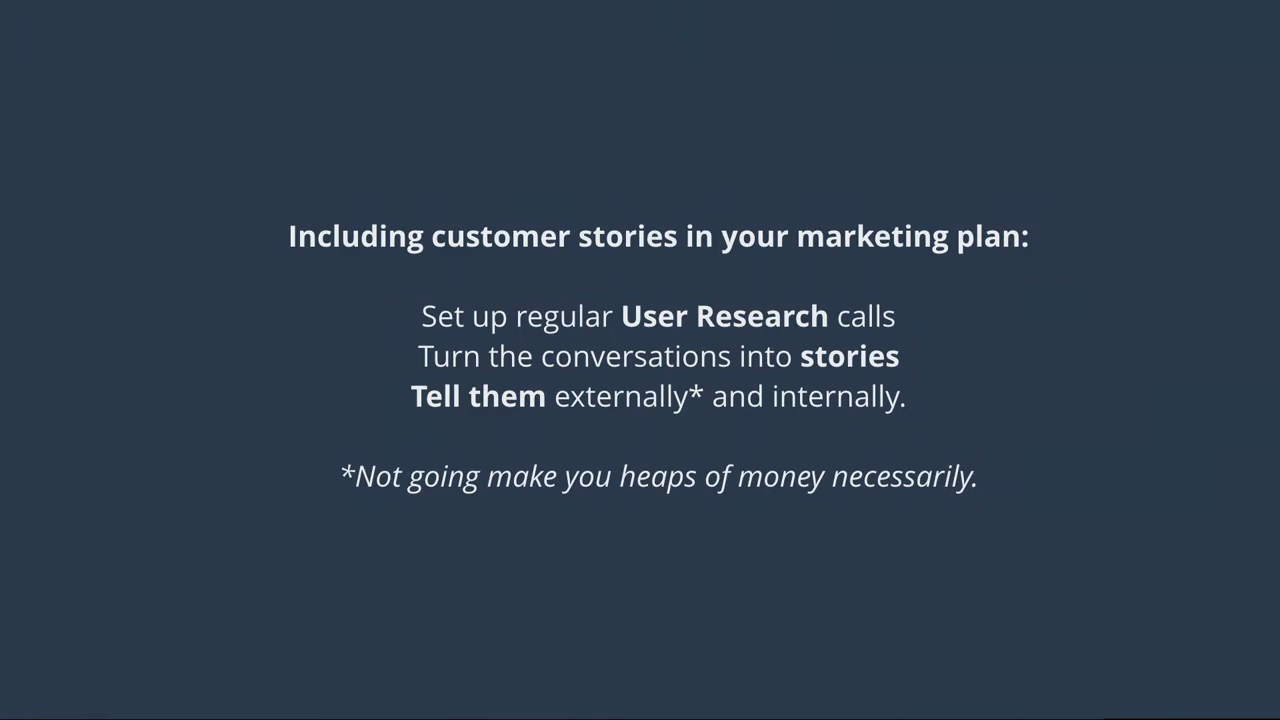 Including customer stories in your marketing plan:
Set up regular User Research calls
Turn the conversations into stories
Tell them externally* and internally.
*Not going make you heaps of money necessarily.